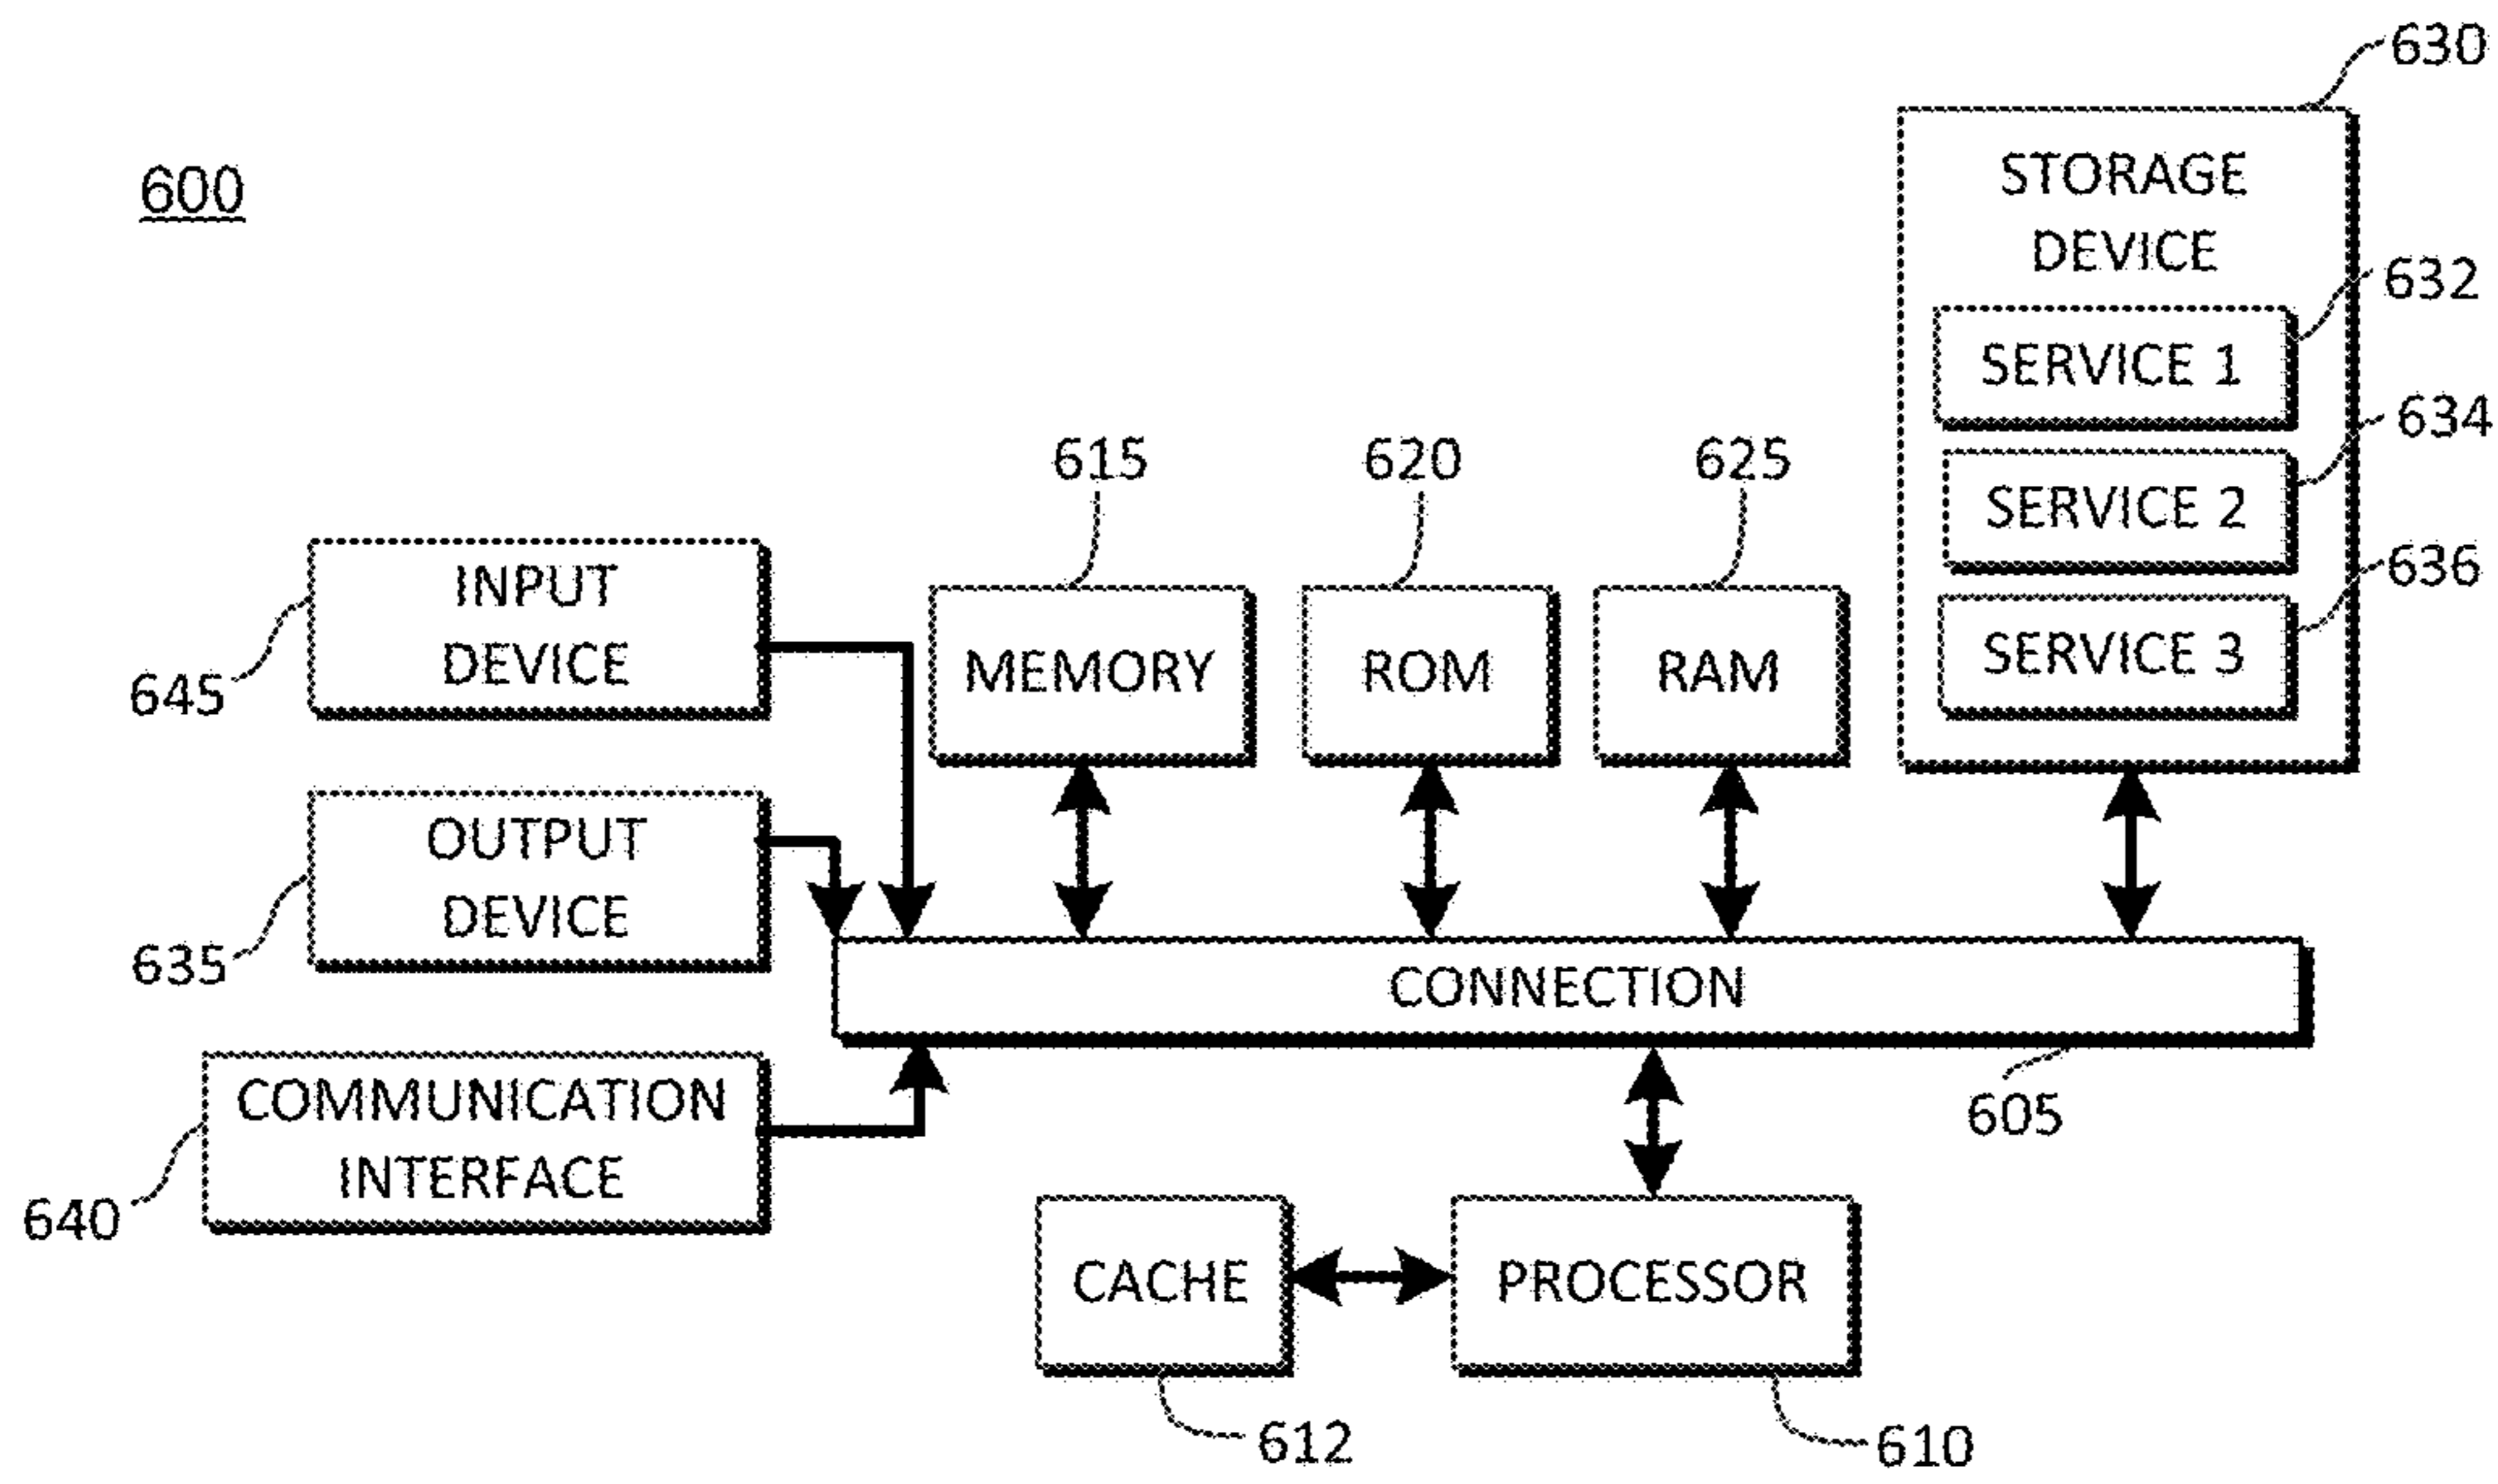 630
600
STORAGE
DEVICE
632
SERVICE 1
634
SERVICE 2
636
SERVICE 3
615
620
625
INPUT
DEVICE
645
MEMORY
ROM
RAM
OUTPUT
DEVICE
635
CONNECTION
605
COMMUNICATION
INTERFACE
640
CACHE
PROCESSOR
612
610